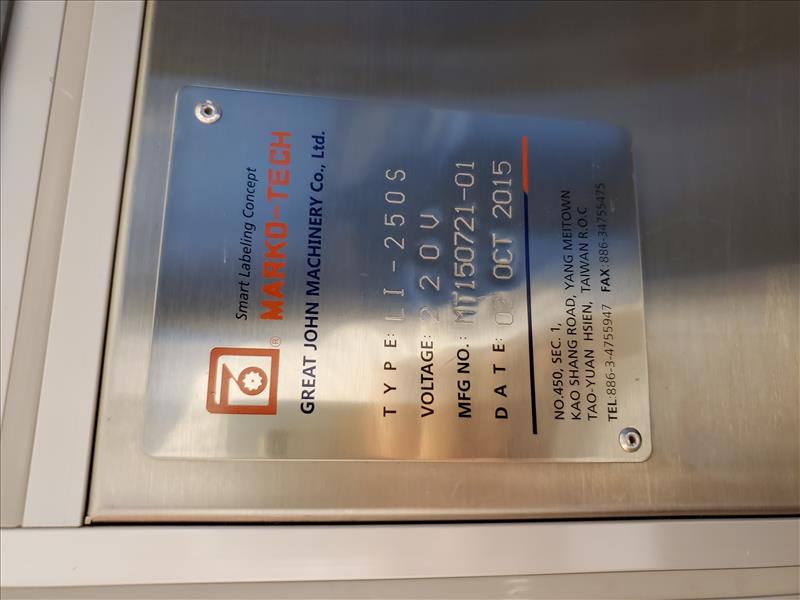 Smart Labeling Concept
® MARKO-TECH
GREAT JOHN MACHINERY Co., Ltd.
TYPE: LI-250S
VOLTAGE: 220V
MFG NO.: MT150721-01
DATE: OCT 2015
NO.450, SEC. 1,
KAO SHANG ROAD, YANG MEITOWN
TAO-YUAN HSIEN, TAIWAN R.O.C
TEL:886-3-4755947 FAX:886-34755475